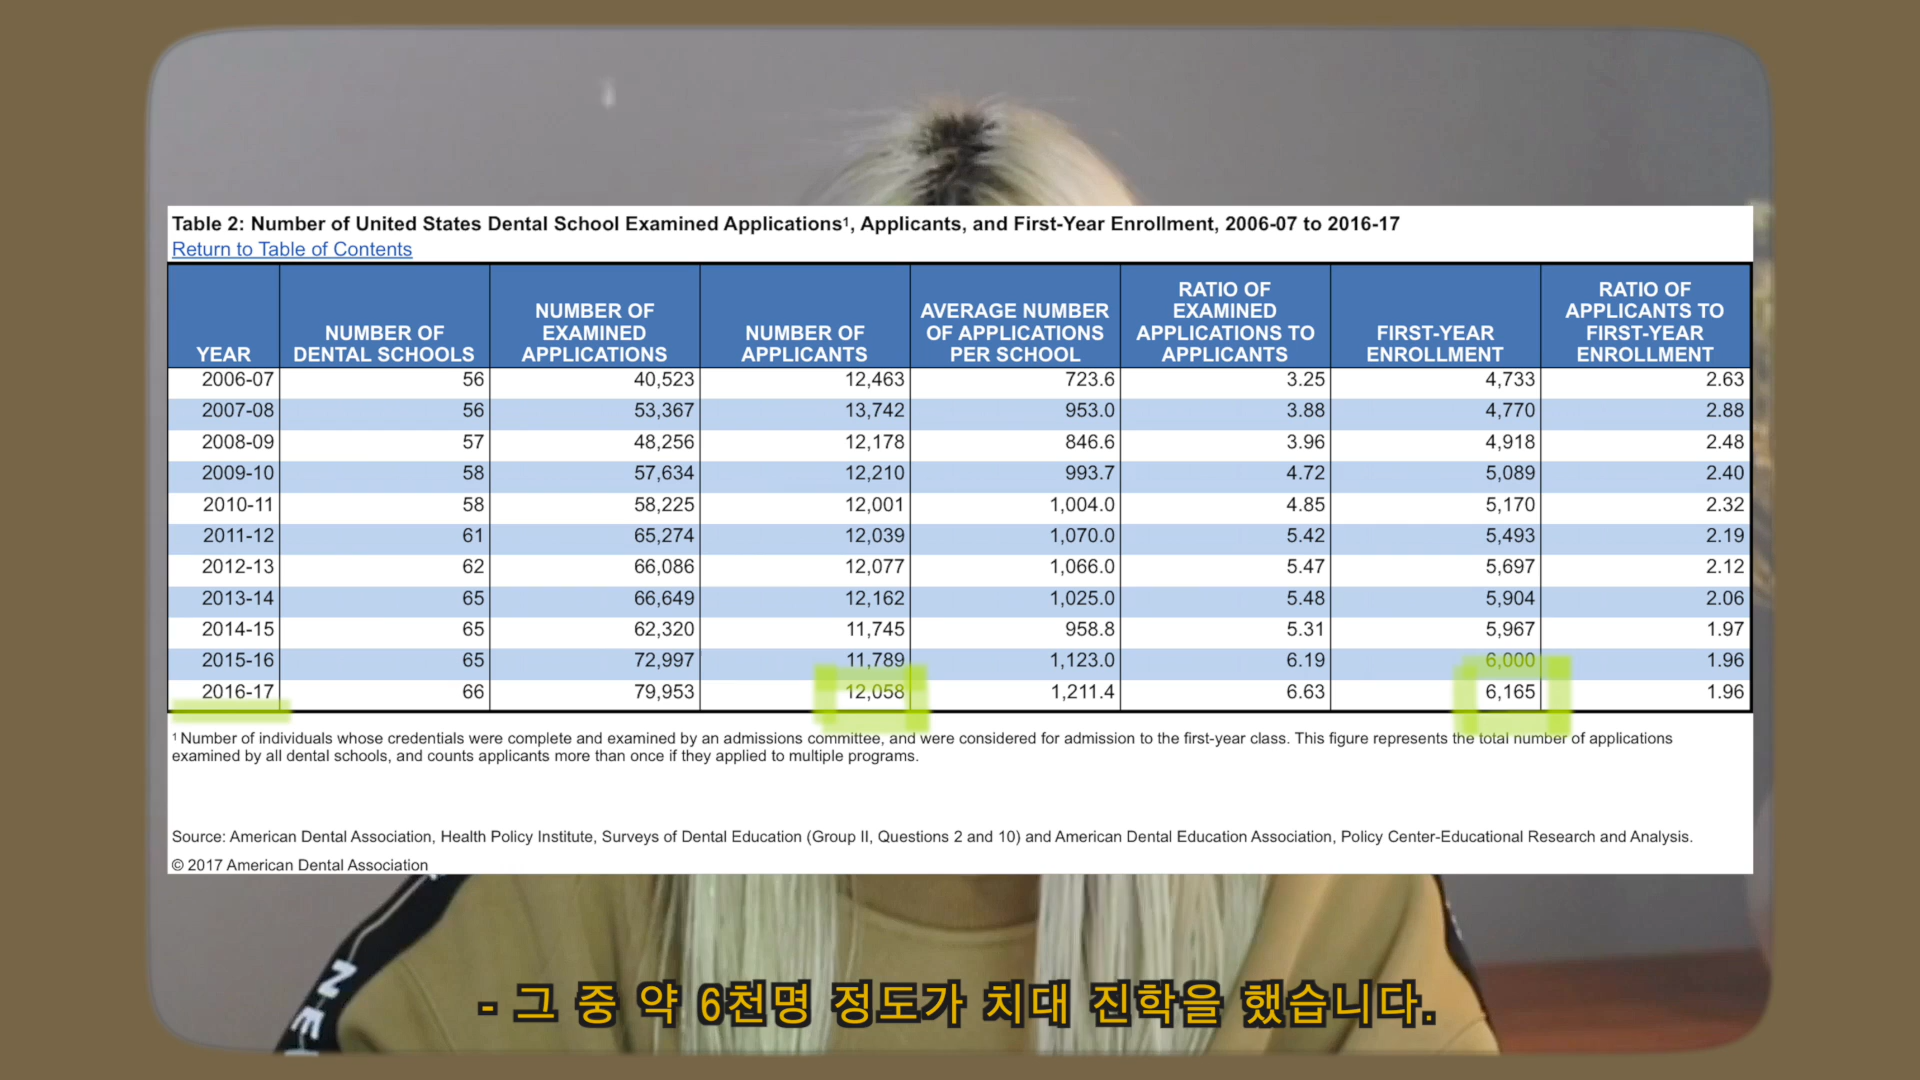 Table 2: Number of United States Dental School Examined Applications¹, Applicants, and First-Year Enrollment, 2006-07 to 2016-17
Return to Table of Contents
YEAR NUMBER OF DENTAL SCHOOLS NUMBER OF EXAMINED APPLICATIONS NUMBER OF APPLICANTS AVERAGE NUMBER OF APPLICATIONS PER SCHOOL RATIO OF EXAMINED APPLICATIONS TO APPLICANTS FIRST-YEAR ENROLLMENT RATIO OF APPLICANTS TO FIRST-YEAR ENROLLMENT
2006-07 56 40,523 12,463 723.6 3.25 4,733 2.63
2007-08 56 53,367 13,742 953.0 3.88 4,770 2.88
2008-09 57 48,256 12,178 846.6 3.96 4,918 2.48
2009-10 58 57,634 12,210 993.7 4.72 5,089 2.40
2010-11 58 58,225 12,001 1,004.0 4.85 5,170 2.32
2011-12 61 65,274 12,039 1,070.0 5.42 5,493 2.19
2012-13 62 66,086 12,077 1,066.0 5.47 5,697 2.12
2013-14 65 66,649 12,162 1,025.0 5.48 5,904 2.06
2014-15 65 62,320 11,745 958.8 5.31 5,967 1.97
2015-16 65 72,997 11,789 1,123.0 6.19 6,000 1.96
2016-17 66 79,953 12,058 1,211.4 6.63 6,165 1.96
¹ Number of individuals whose credentials were complete and examined by an admissions committee, and were considered for admission to the first-year class. This figure represents the total number of applications
examined by all dental schools, and counts applicants more than once if they applied to multiple programs.
Source: American Dental Association, Health Policy Institute, Surveys of Dental Education (Group II, Questions 2 and 10) and American Dental Education Association, Policy Center-Educational Research and Analysis.
© 2017 American Dental Association
- 그 중 약 6천명 정도가 치대 진학을 했습니다.